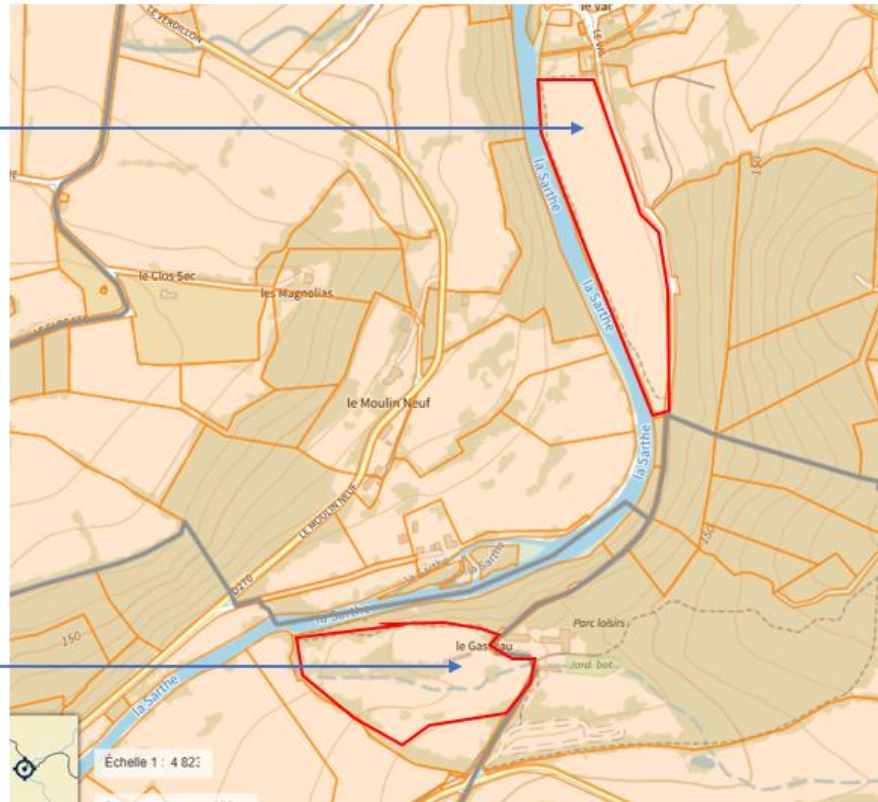 le Val
LE VERDILLON
LE VAL
la Sarthe
150
le Clos Sec
les Magnolias
la Sarthe
le Moulin Neuf
la Sarthe
LE MOULIN NEUF
150
la Sarthe
la Sarthe
D270
la Sarthe
Parc loisirs
150
le Gasseau
Jard. bot.
la Sarthe
Échelle 1 : 4 823